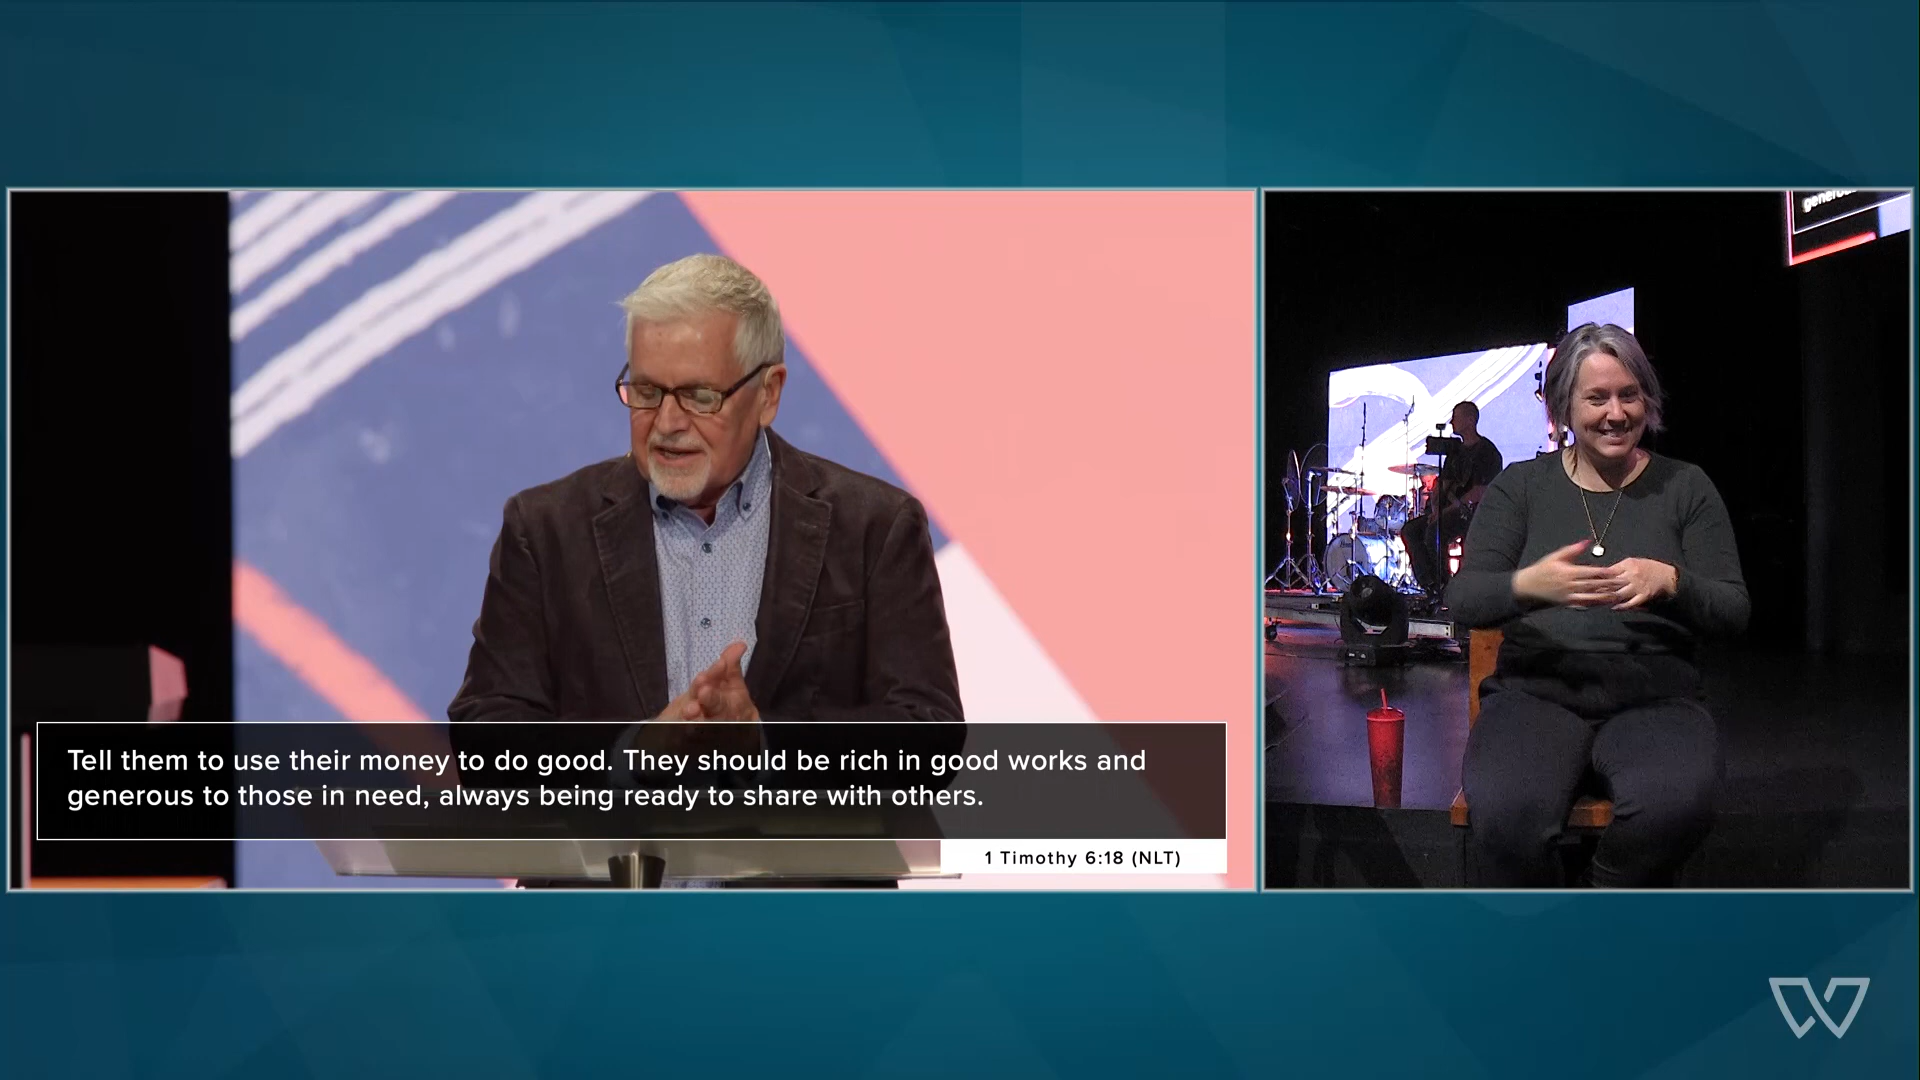 Tell them to use their money to do good. They should be rich in good works and
generous to those in need, always being ready to share with others.
1 Timothy 6:18 (NLT)